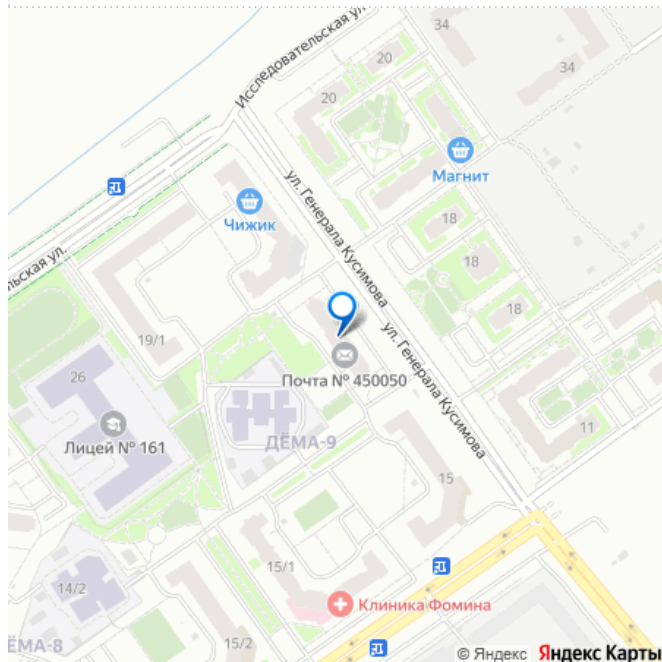 34
Исследовательская ул.
20
34
20
Магнит
ул. Генерала Кусимова
Чижик
18
льская ул.
18
18
19/1
ул. Генерала Кусимова
26
Почта № 450050
Лицей № 161
ДЁМА-9
11
15
15/1
14/2
Клиника Фомина
ЁМА-8
15/2
© Яндекс Яндекс Карты